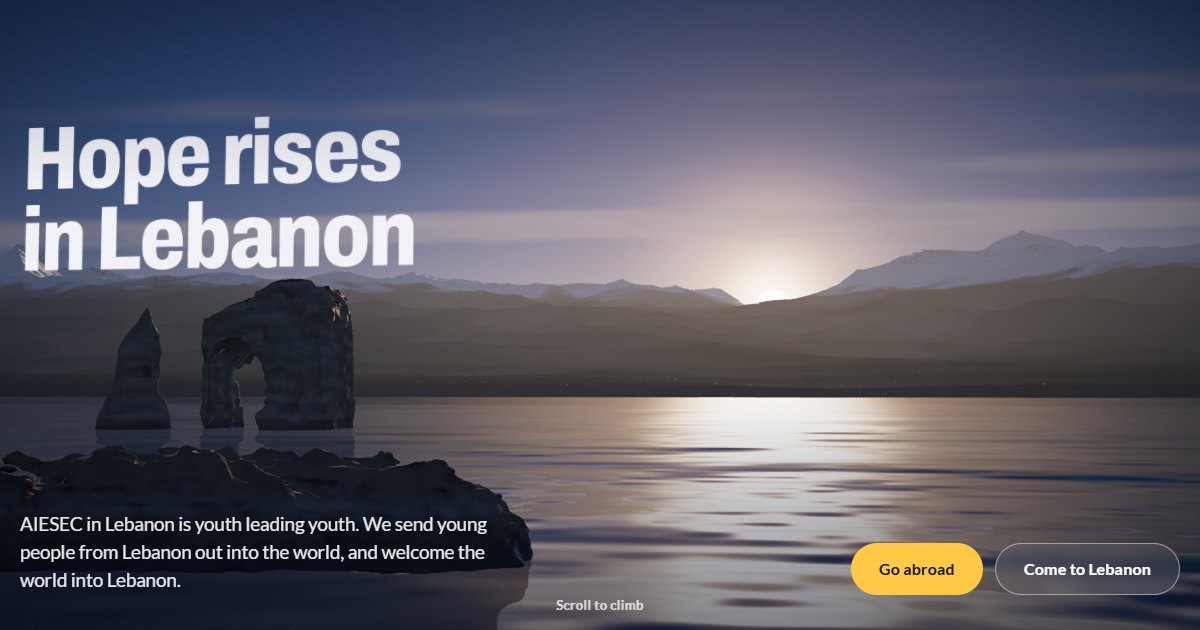 Hope rises
in Lebanon
AIESEC in Lebanon is youth leading youth. We send young
people from Lebanon out into the world, and welcome the
world into Lebanon.
Go abroad
Come to Lebanon
Scroll to climb